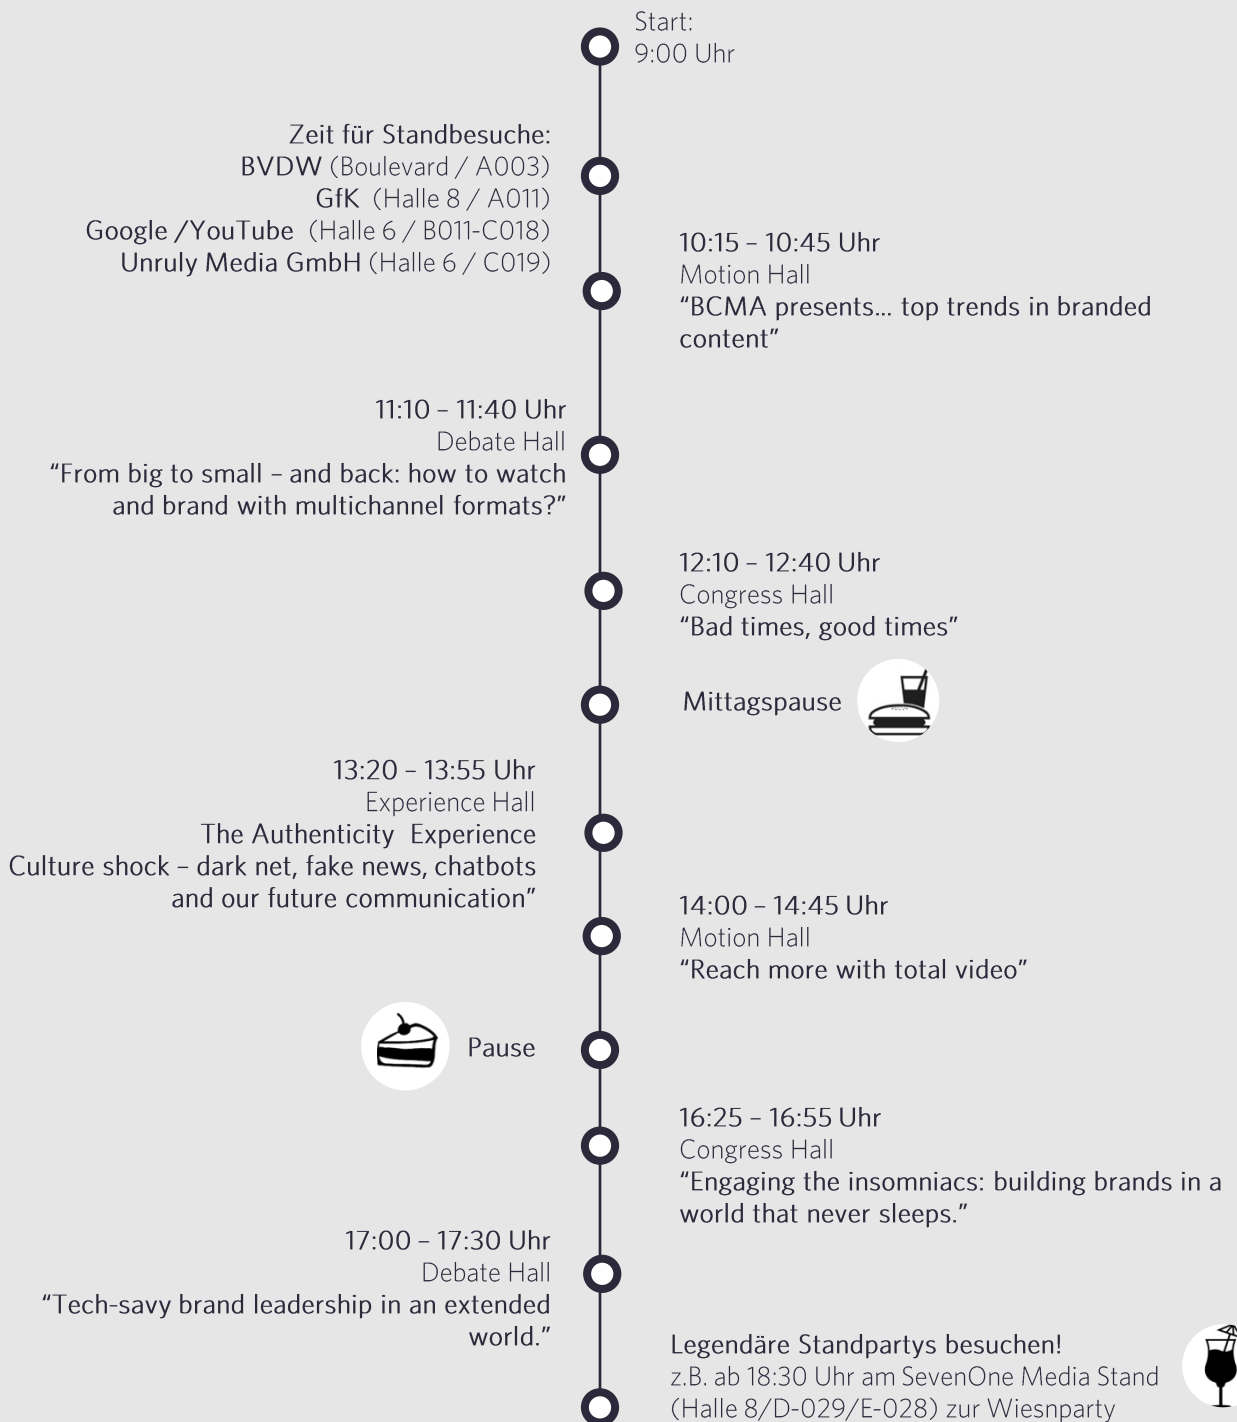 Start:
9:00 Uhr
Zeit für Standbesuche:
BVDW (Boulevard / A003)
GfK (Halle 8 / A011)
Google /YouTube (Halle 6 / B011-C018)
Unruly Media GmbH (Halle 6 / C019)
10:15 – 10:45 Uhr
Motion Hall
“BCMA presents... top trends in branded
content”
11:10 – 11:40 Uhr
Debate Hall
“From big to small – and back: how to watch
and brand with multichannel formats?”
12:10 – 12:40 Uhr
Congress Hall
“Bad times, good times”
Mittagspause
13:20 – 13:55 Uhr
Experience Hall
The Authenticity Experience
Culture shock – dark net, fake news, chatbots
and our future communication”
14:00 – 14:45 Uhr
Motion Hall
“Reach more with total video”
Pause
16:25 – 16:55 Uhr
Congress Hall
“Engaging the insomniacs: building brands in a
world that never sleeps.”
17:00 – 17:30 Uhr
Debate Hall
“Tech-savy brand leadership in an extended
world.”
Legendäre Standpartys besuchen!
z.B. ab 18:30 Uhr am SevenOne Media Stand
(Halle 8/D-029/E-028) zur Wiesnparty